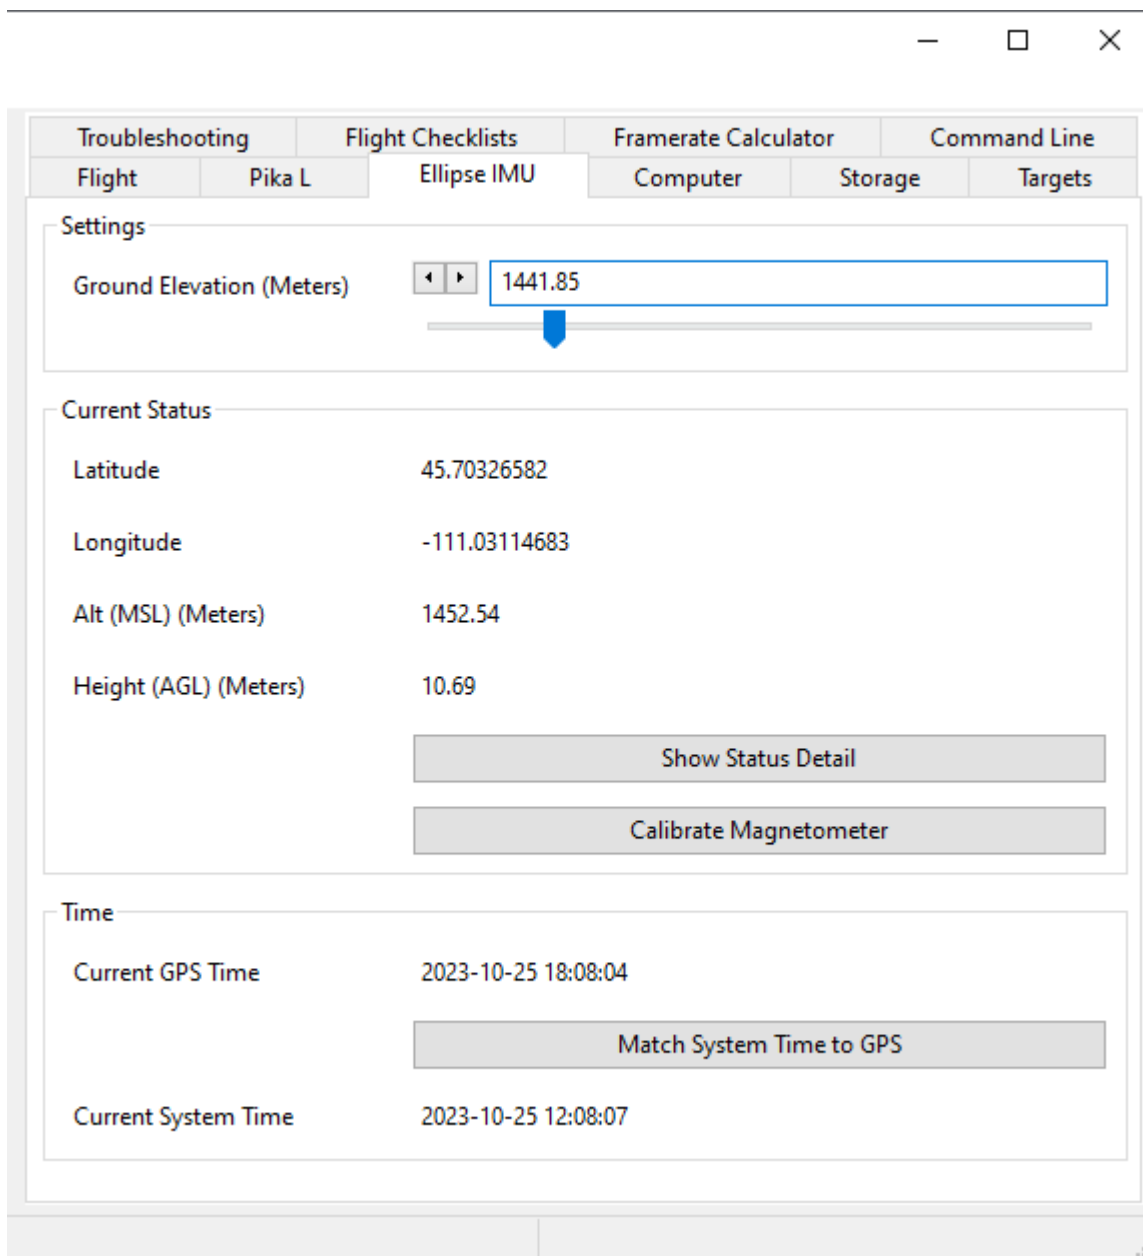 Troubleshooting Flight Checklists Framerate Calculator Command Line
Flight Pika L Ellipse IMU Computer Storage Targets
Settings
Ground Elevation (Meters) 1441.85
Current Status
Latitude 45.70326582
Longitude -111.03114683
Alt (MSL) (Meters) 1452.54
Height (AGL) (Meters) 10.69
Show Status Detail
Calibrate Magnetometer
Time
Current GPS Time 2023-10-25 18:08:04
Match System Time to GPS
Current System Time 2023-10-25 12:08:07